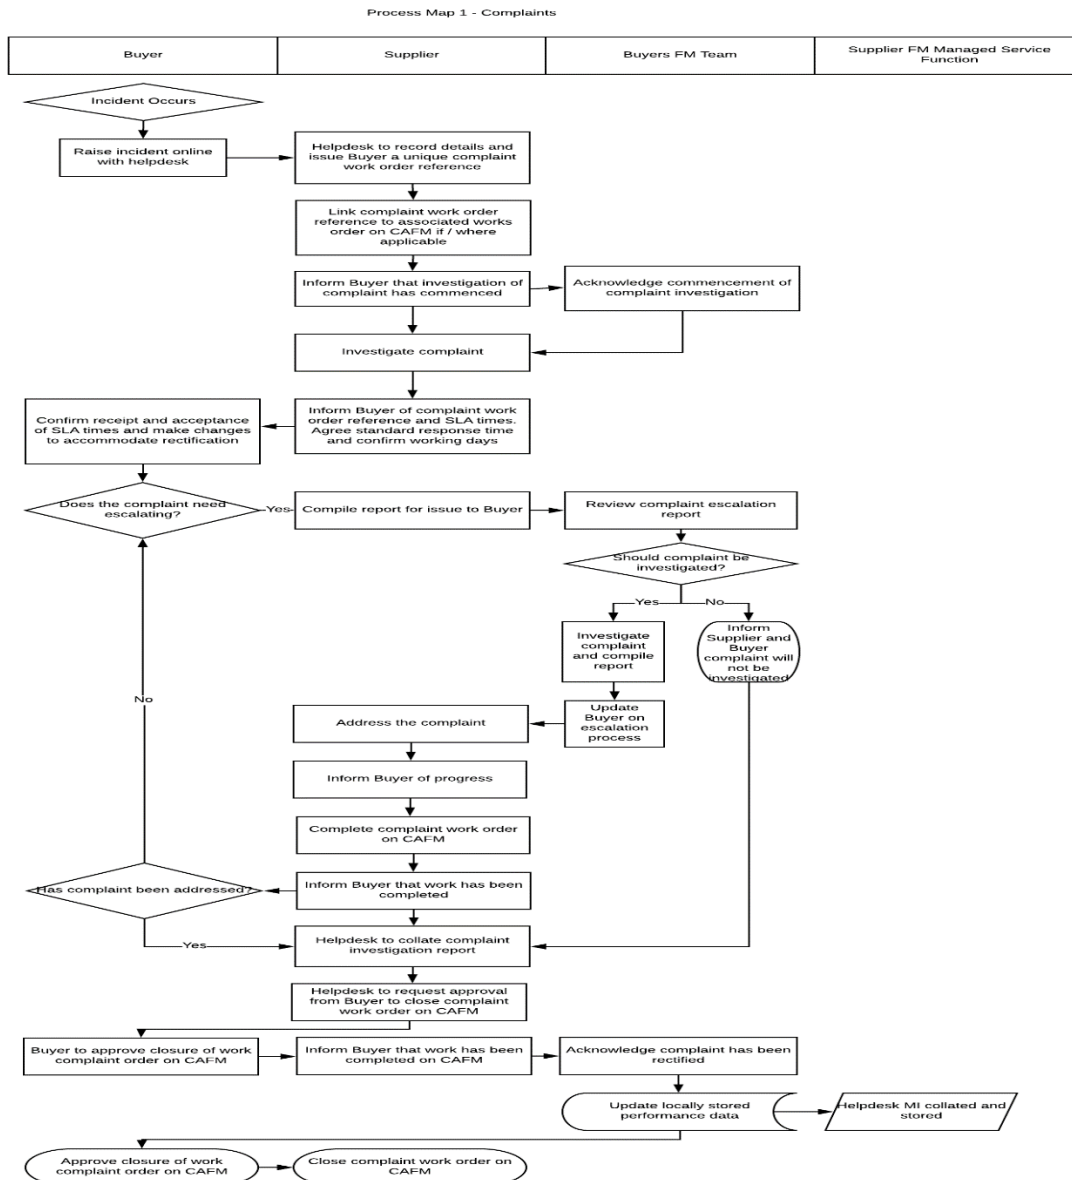 Process Map 1 - Complaints
Buyer
Supplier
Buyers FM Team
Supplier FM Managed Service
Function
Incident Occurs
Raise incident online
with helpdesk
Helpdesk to record details and
issue Buyer a unique complaint
work order reference
Link complaint work order
reference to associated works
order on CAFM if / where
applicable
Inform Buyer that investigation of
complaint has commenced
Acknowledge commencement of
complaint investigation
Investigate complaint
Inform Buyer of complaint work
order reference and SLA times.
Agree standard response time
and confirm working days
Confirm receipt and acceptance
of SLA times and make changes
to accommodate rectification
Does the complaint need
escalating?
Yes
Compile report for issue to Buyer
Review complaint escalation
report
Should complaint be
investigated?
Yes
No
Investigate
complaint
and compile
report
Inform
Supplier and
Buyer
complaint will
not be
investigated
Update
Buyer on
escalation
process
No
Address the complaint
Inform Buyer of progress
Complete complaint work order
on CAFM
Inform Buyer that work has been
completed
Has complaint been addressed?
Yes
Helpdesk to collate complaint
investigation report
Helpdesk to request approval
from Buyer to close complaint
work order on CAFM
Buyer to approve closure of work
complaint order on CAFM
Inform Buyer that work has been
completed on CAFM
Acknowledge complaint has been
rectified
Update locally stored
performance data
Helpdesk MI collated and
stored
Approve closure of work
complaint order on CAFM
Close complaint work order on
CAFM